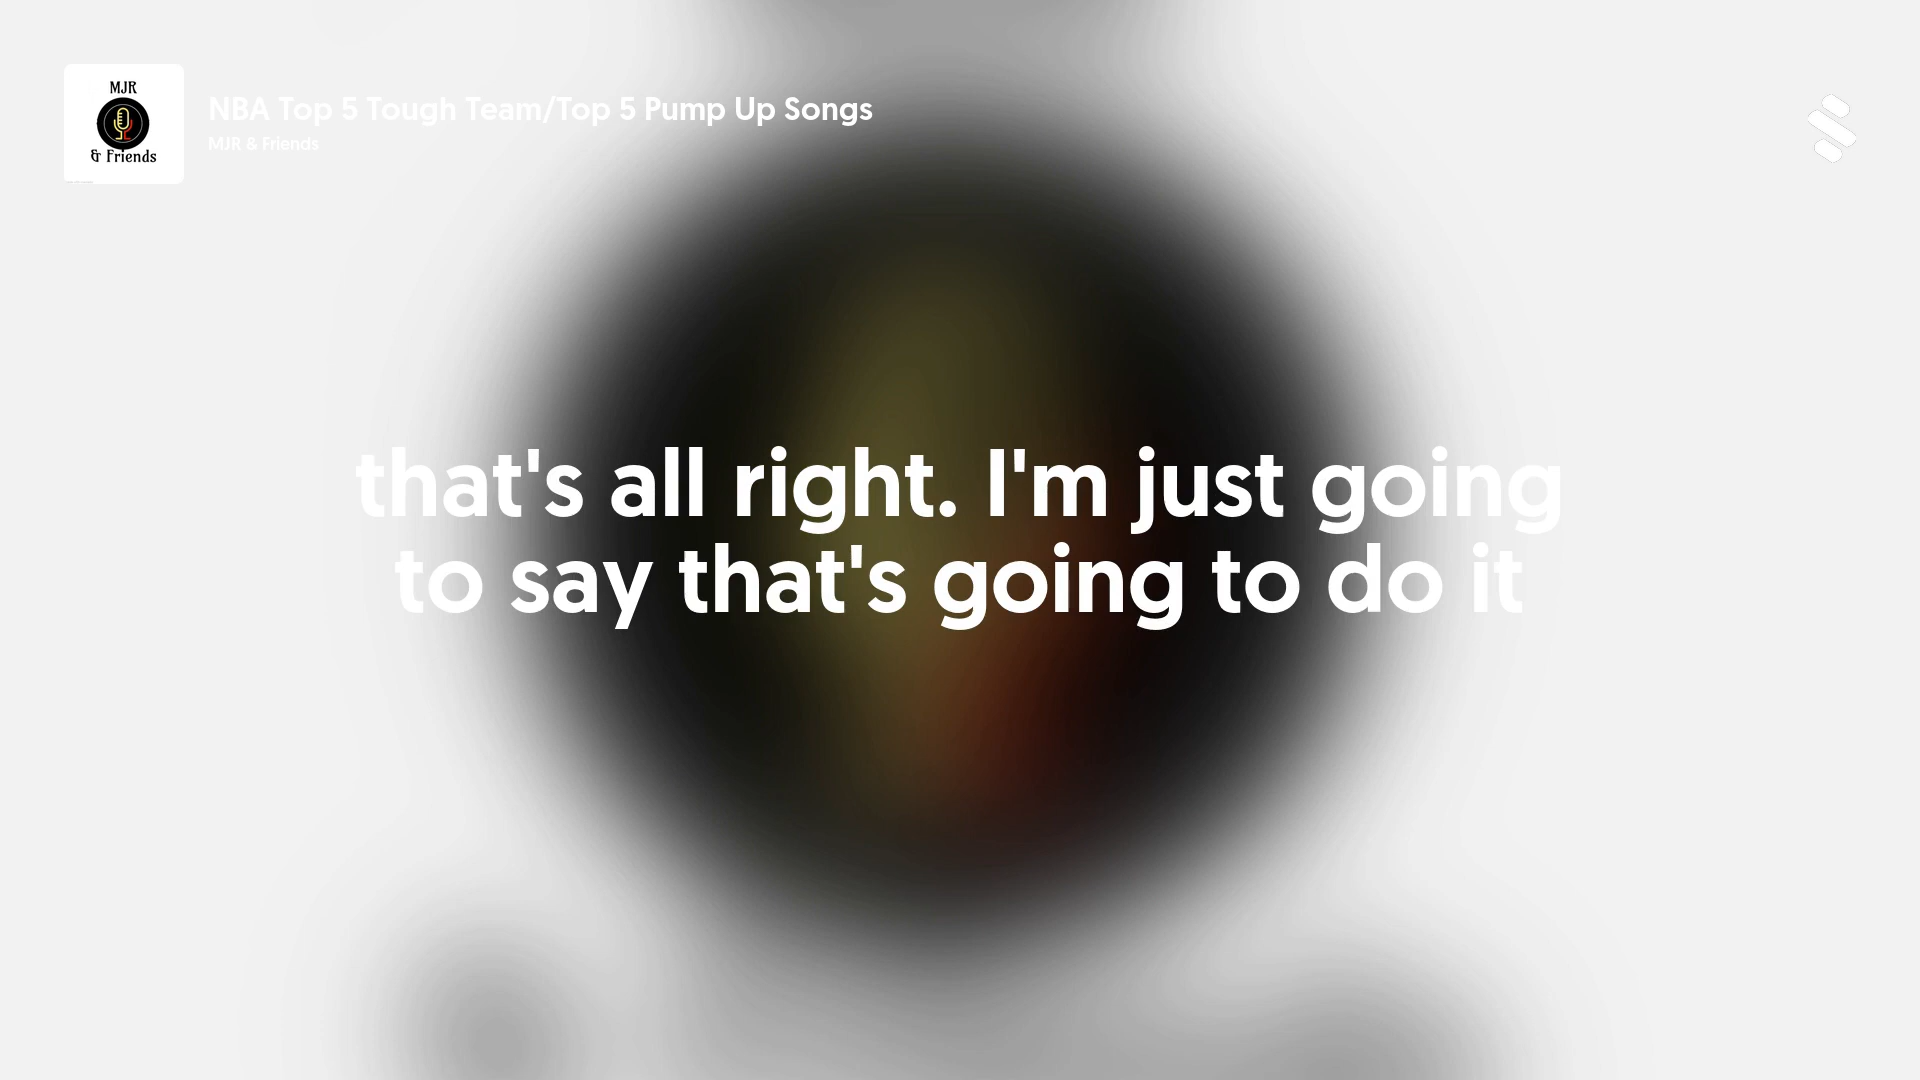 MJR
& Friends
NBA Top 5 Tough Team/Top 5 Pump Up Songs
MJR & Friends
that's all right. I'm just going
to say that's going to do it